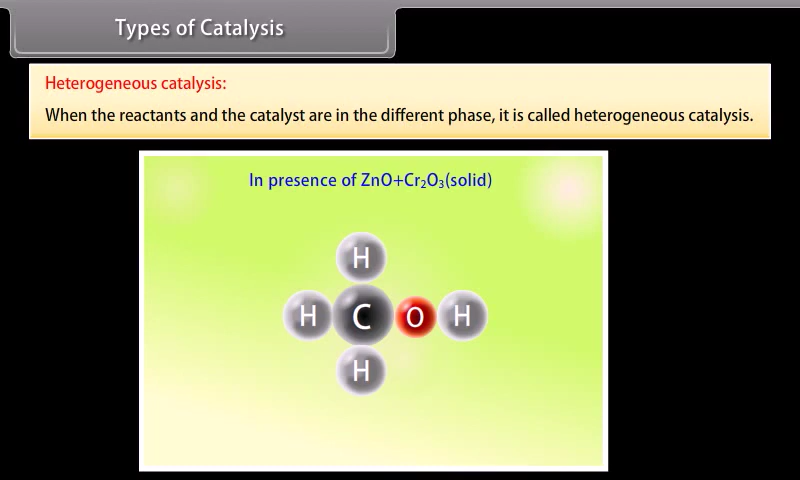 Types of Catalysis
Heterogeneous catalysis:
When the reactants and the catalyst are in the different phase, it is called heterogeneous catalysis.
In presence of ZnO+Cr₂O₃(solid)
H
H C O H
H